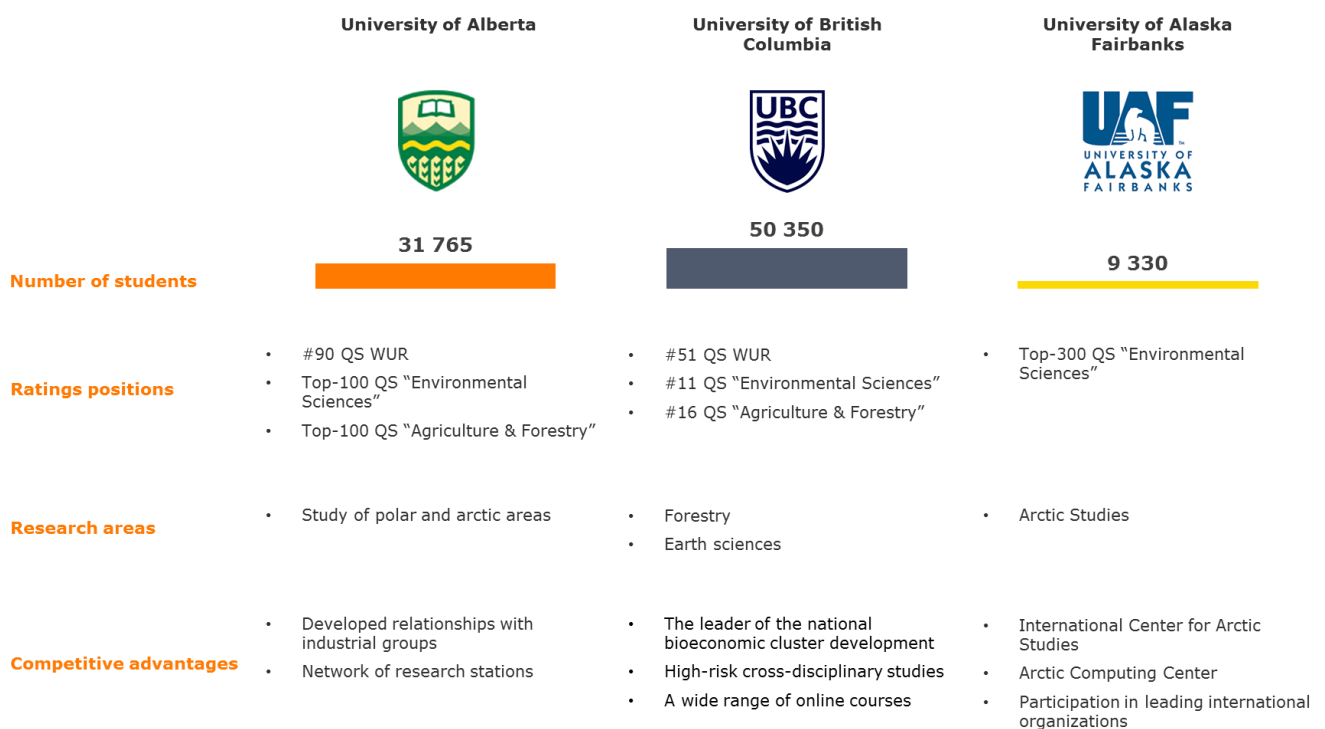 University of Alberta
University of British
Columbia
University of Alaska
Fairbanks
UBC
UAF
™
UNIVERSITY OF
ALASKA
FAIRBANKS
Number of students
31 765
50 350
9 330
Ratings positions
• #90 QS WUR
• Top-100 QS “Environmental
Sciences”
• Top-100 QS “Agriculture & Forestry”
• #51 QS WUR
• #11 QS “Environmental Sciences”
• #16 QS “Agriculture & Forestry”
• Top-300 QS “Environmental
Sciences”
Research areas
• Study of polar and arctic areas
• Forestry
• Earth sciences
• Arctic Studies
Competitive advantages
• Developed relationships with
industrial groups
• Network of research stations
• The leader of the national
bioeconomic cluster development
• High-risk cross-disciplinary studies
• A wide range of online courses
• International Center for Arctic
Studies
• Arctic Computing Center
• Participation in leading international
organizations